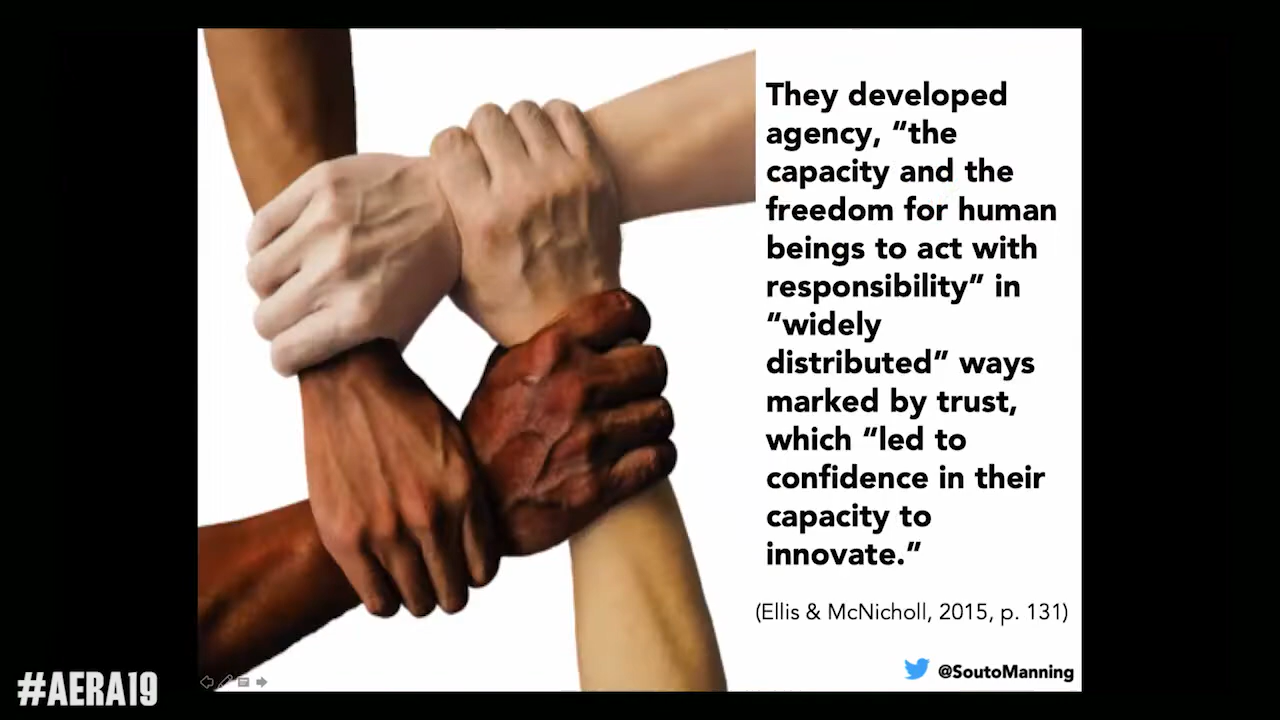 They developed
agency, “the
capacity and the
freedom for human
beings to act with
responsibility” in
“widely
distributed” ways
marked by trust,
which “led to
confidence in their
capacity to
innovate.”
(Ellis & McNicholl, 2015, p. 131)
@SoutoManning
#AERA19